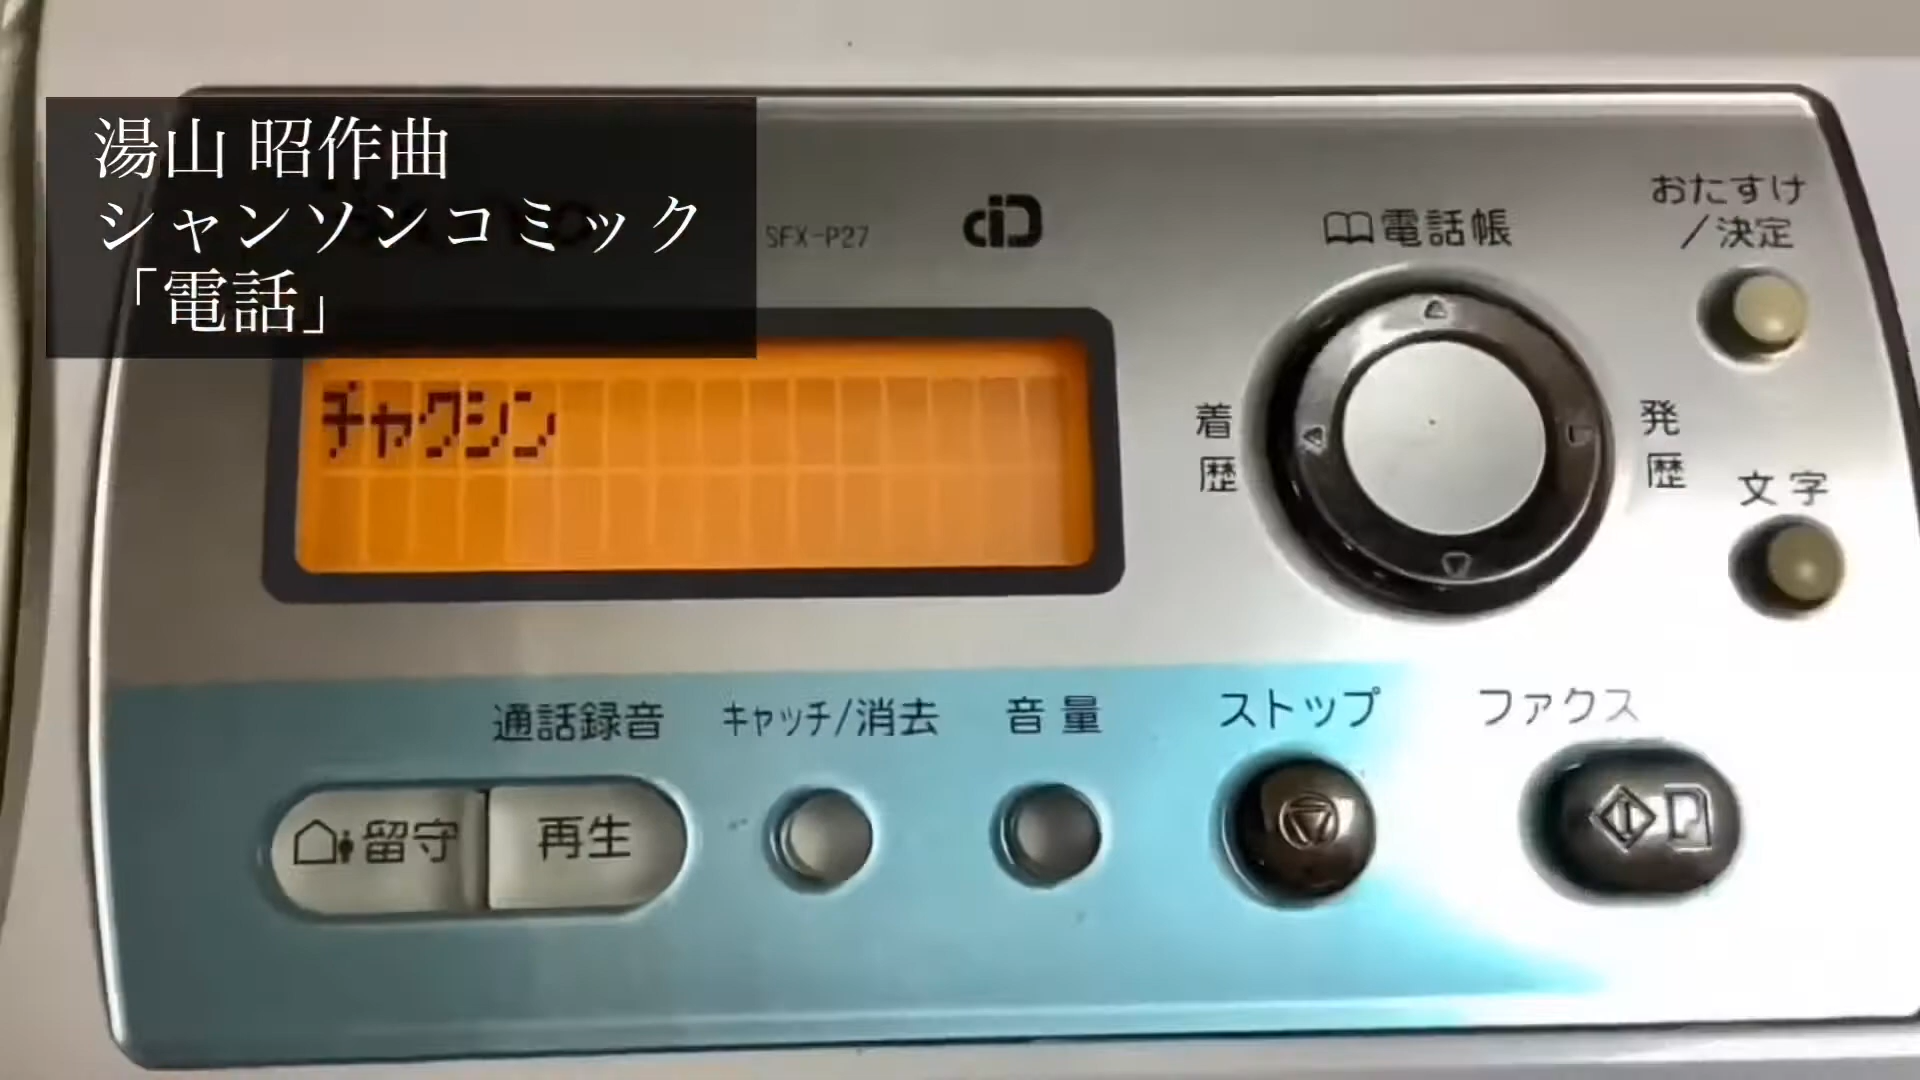 湯山 昭作曲
シャンソンコミック
「電話」
SFX-P27
iD
電話帳
おたすけ
/決定
チャクシン
着
歴
発
歴
文字
通話録音
キャッチ/消去
音量
ストップ
ファクス
留守
再生